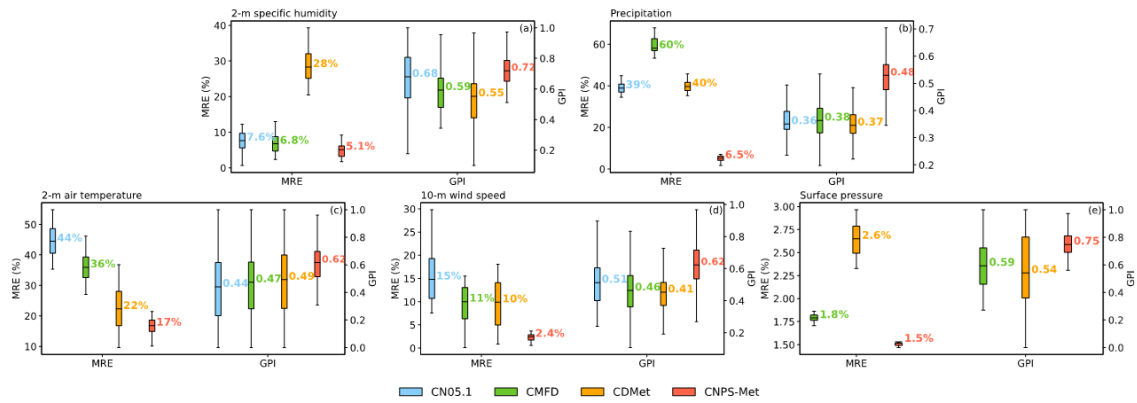 2-m specific humidity
(a)
MRE (%)
40
30
20
10
0
7.6%
6.8%
28%
5.1%
0.68
0.59
0.55
0.72
1.0
0.8
0.6
0.4
0.2
GPI
MRE
GPI
Precipitation
(b)
MRE (%)
60
40
20
0
39%
60%
40%
6.5%
0.36
0.38
0.37
0.48
0.7
0.6
0.5
0.4
0.3
0.2
GPI
MRE
GPI
2-m air temperature
(c)
MRE (%)
50
40
30
20
10
44%
36%
22%
17%
0.44
0.47
0.49
0.62
1.0
0.8
0.6
0.4
0.2
0.0
GPI
MRE
GPI
10-m wind speed
(d)
MRE (%)
30
25
20
15
10
5
0
15%
11%
10%
2.4%
0.51
0.46
0.41
0.62
1.0
0.8
0.6
0.4
0.2
GPI
MRE
GPI
Surface pressure
(e)
MRE (%)
3.00
2.75
2.50
2.25
2.00
1.75
1.50
1.8%
2.6%
1.5%
0.59
0.54
0.75
1.0
0.8
0.6
0.4
0.2
0.0
GPI
MRE
GPI
CN05.1
CMFD
CDMet
CNPS-Met